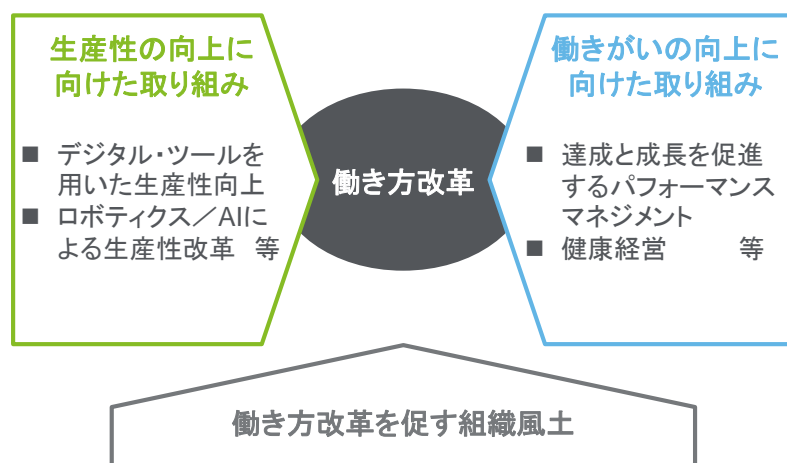 生産性の向上に
向けた取り組み
■ デジタル・ツールを
用いた生産性向上
■ ロボティクス／AIに
よる生産性改革 等
働き方改革
働きがいの向上に
向けた取り組み
■ 達成と成長を促進
するパフォーマンス
マネジメント
■ 健康経営 等
働き方改革を促す組織風土